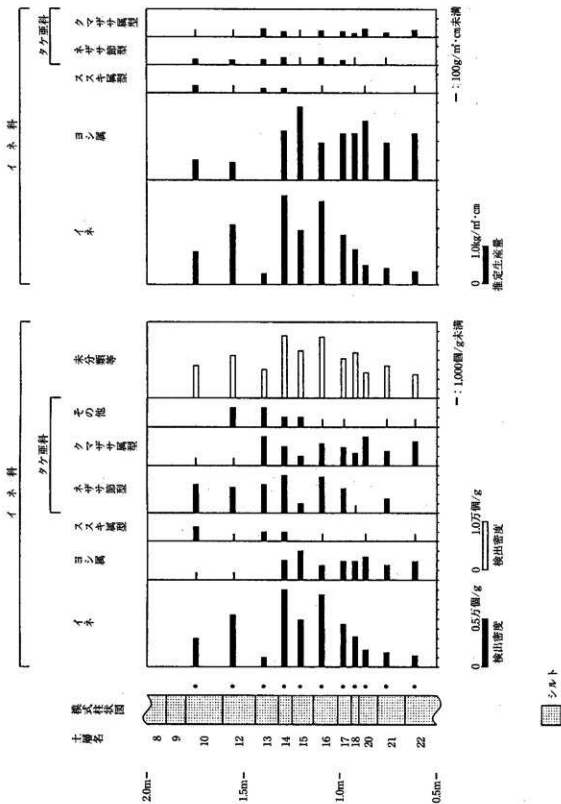 イネ科
タケ亜科
イネ
ヨシ属
ススキ属型
ネザサ節型
クマザサ属型
その他
未分類等
イネ科
タケ亜科
イネ
ヨシ属
ススキ属型
ネザサ節型
クマザサ属型
土層名
模式柱状図
8
9
10
12
13
14
15
16
17
18
20
21
22
2.0m
1.5m
1.0m
0.5m
0 0.5万個/g
検出密度
0 1.0万個/g
検出密度
－：1,000個/g未満
0 1.0kg/㎡・cm
推定生産量
－：100g/㎡・cm未満
シルト